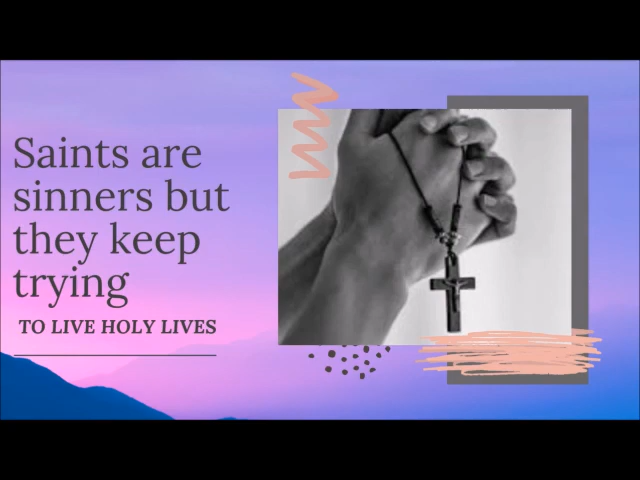 Saints are
sinners but
they keep
trying
TO LIVE HOLY LIVES